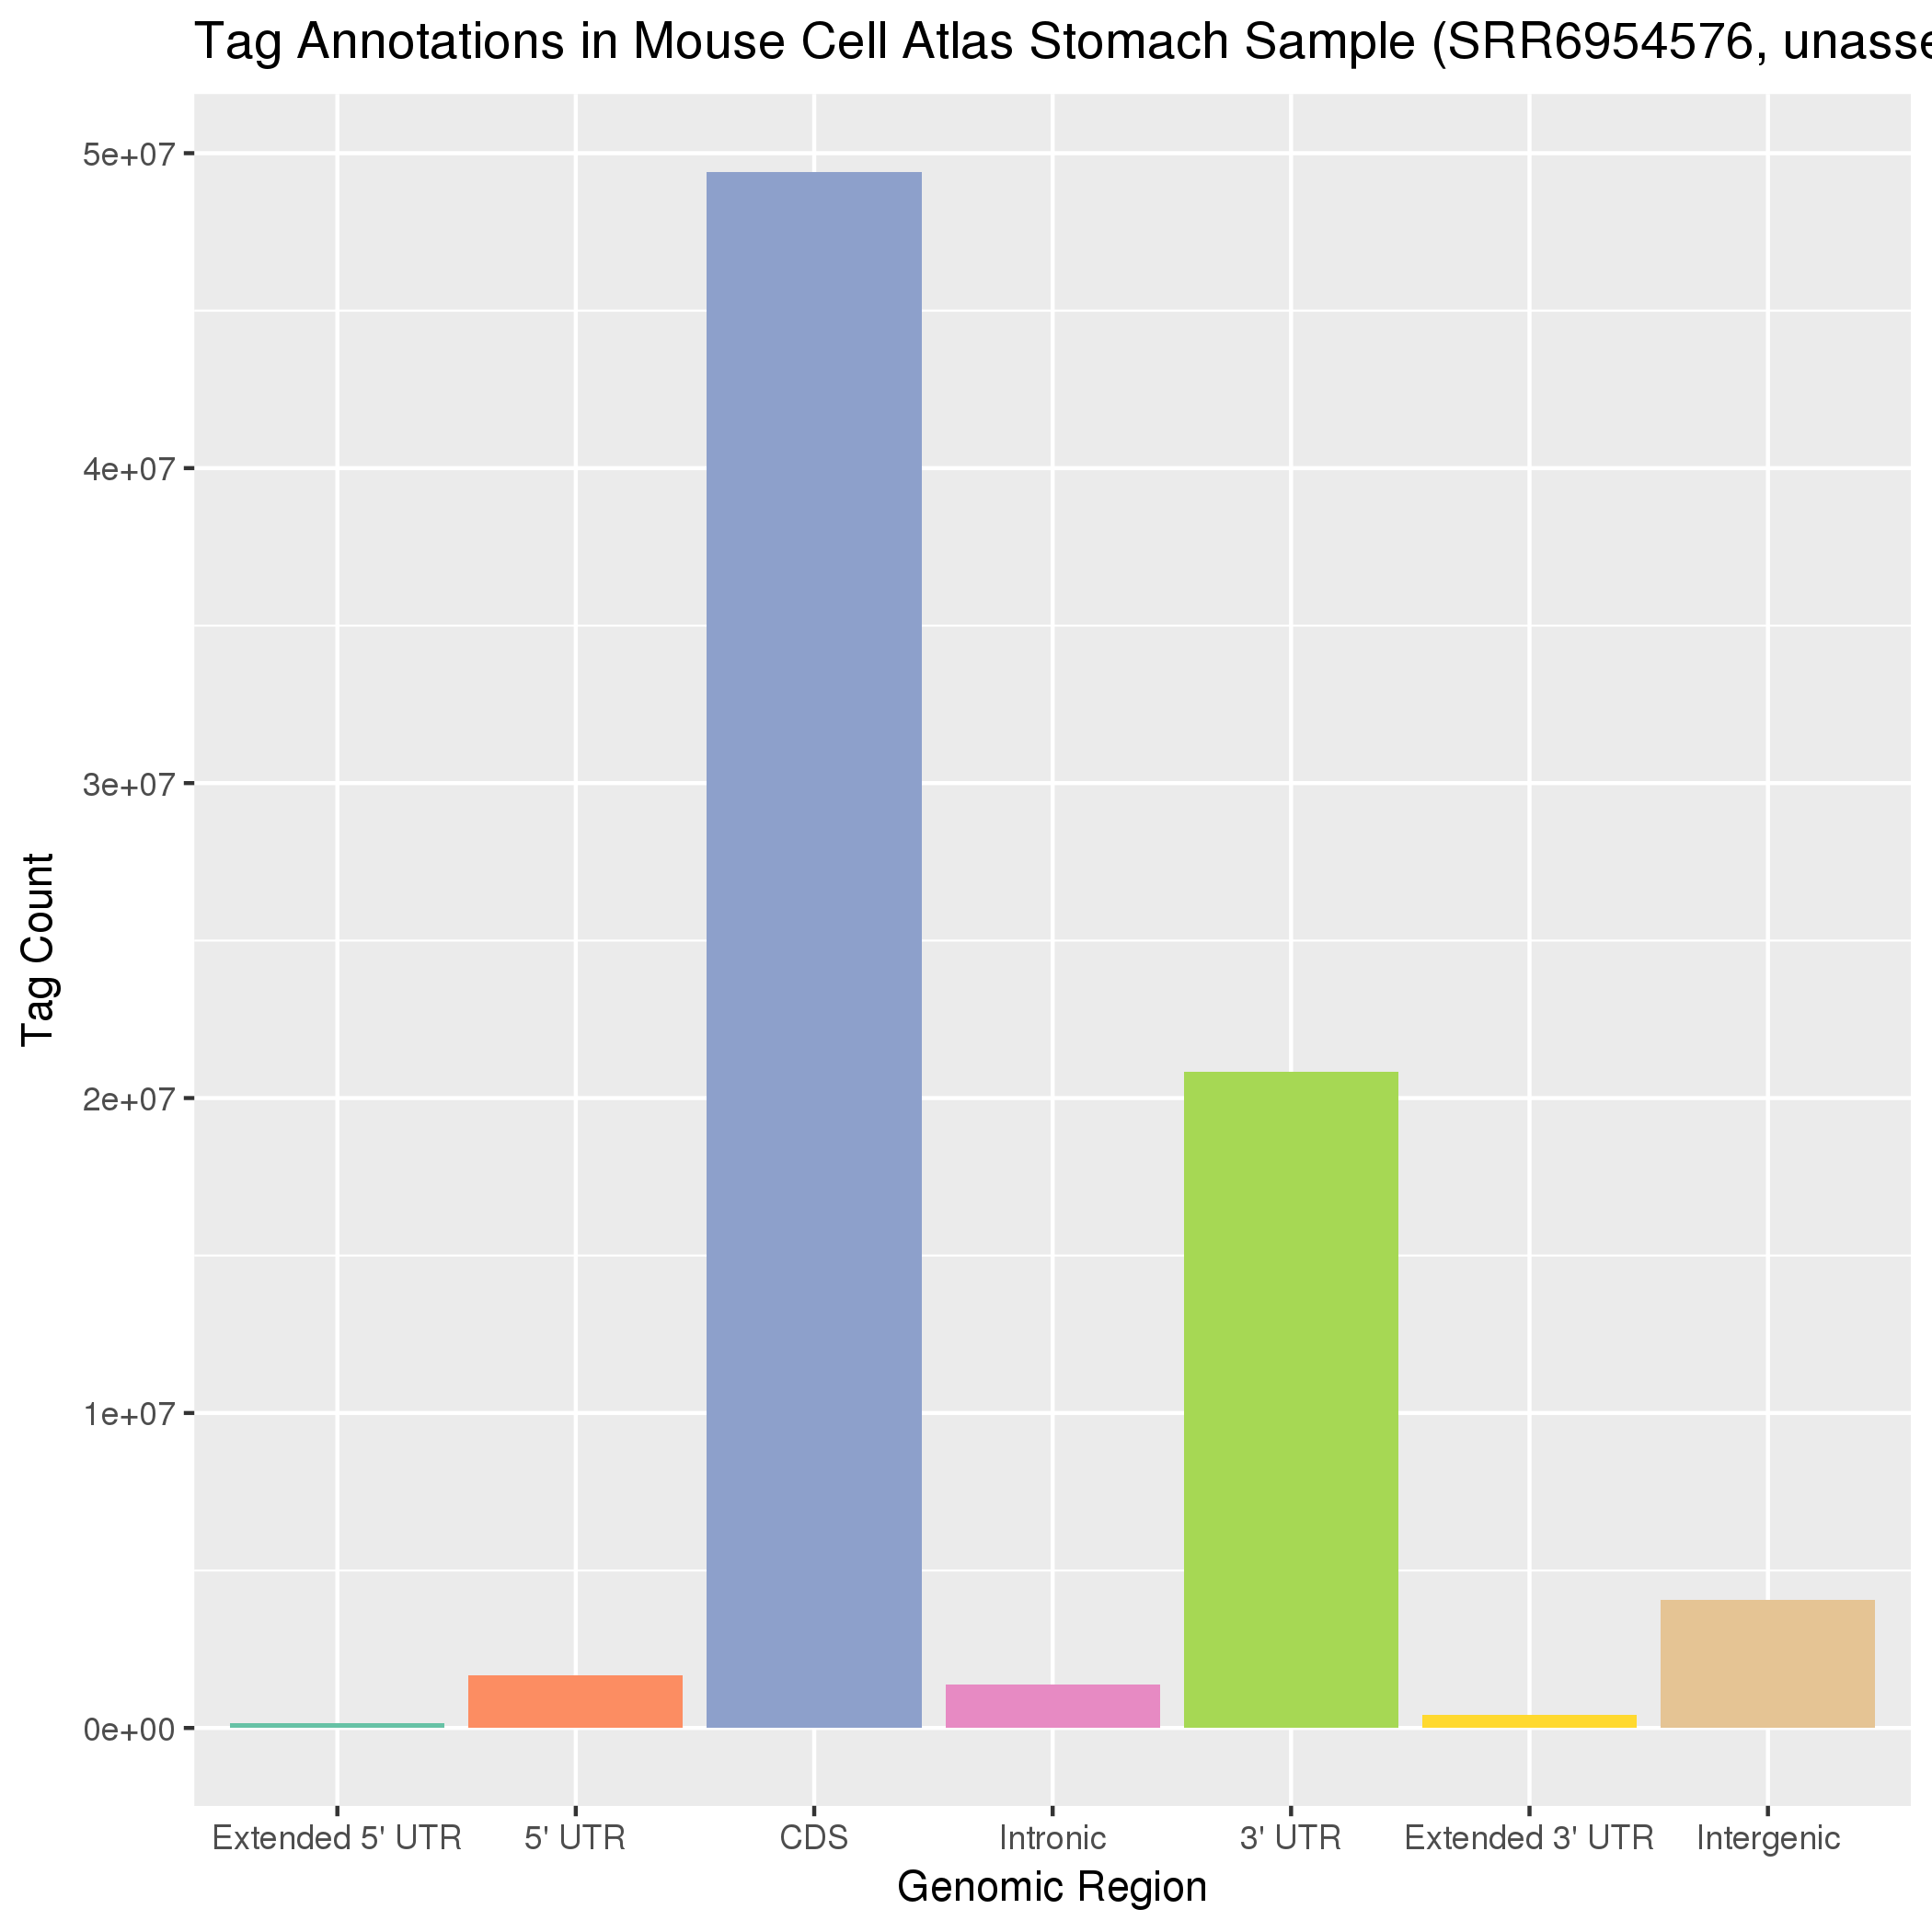 Tag Annotations in Mouse Cell Atlas Stomach Sample (SRR6954576, unasse
5e+07
4e+07
3e+07
2e+07
1e+07
0e+00
Tag Count
Extended 5' UTR 5' UTR CDS Intronic 3' UTR Extended 3' UTR Intergenic
Genomic Region